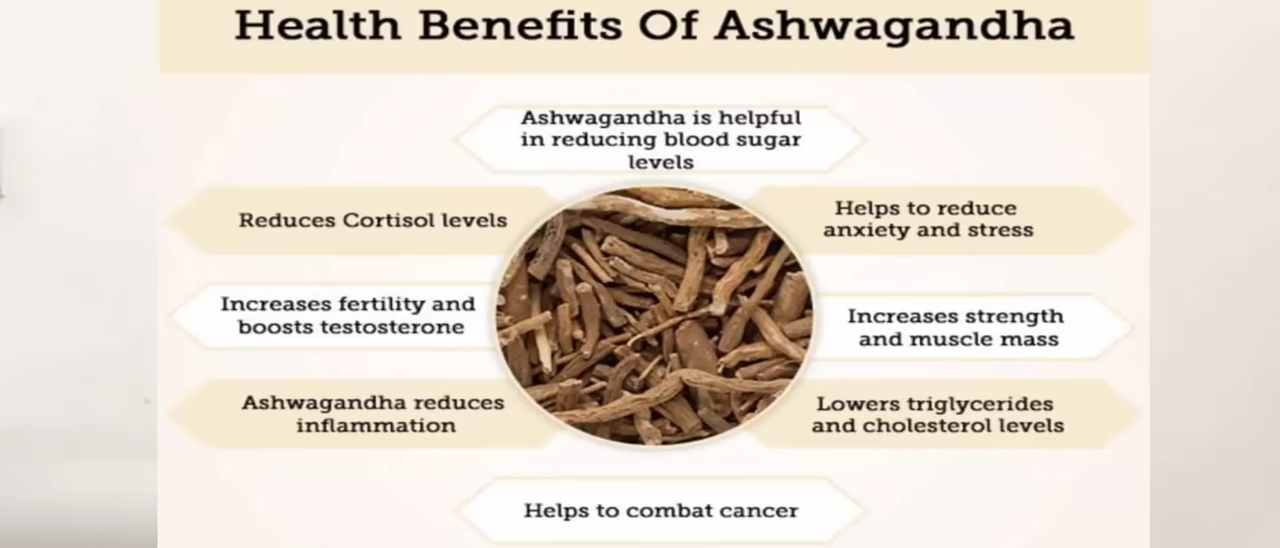 Health Benefits Of Ashwagandha
Ashwagandha is helpful
in reducing blood sugar
levels
Reduces Cortisol levels
Helps to reduce
anxiety and stress
Increases fertility and
boosts testosterone
Increases strength
and muscle mass
Ashwagandha reduces
inflammation
Lowers triglycerides
and cholesterol levels
Helps to combat cancer